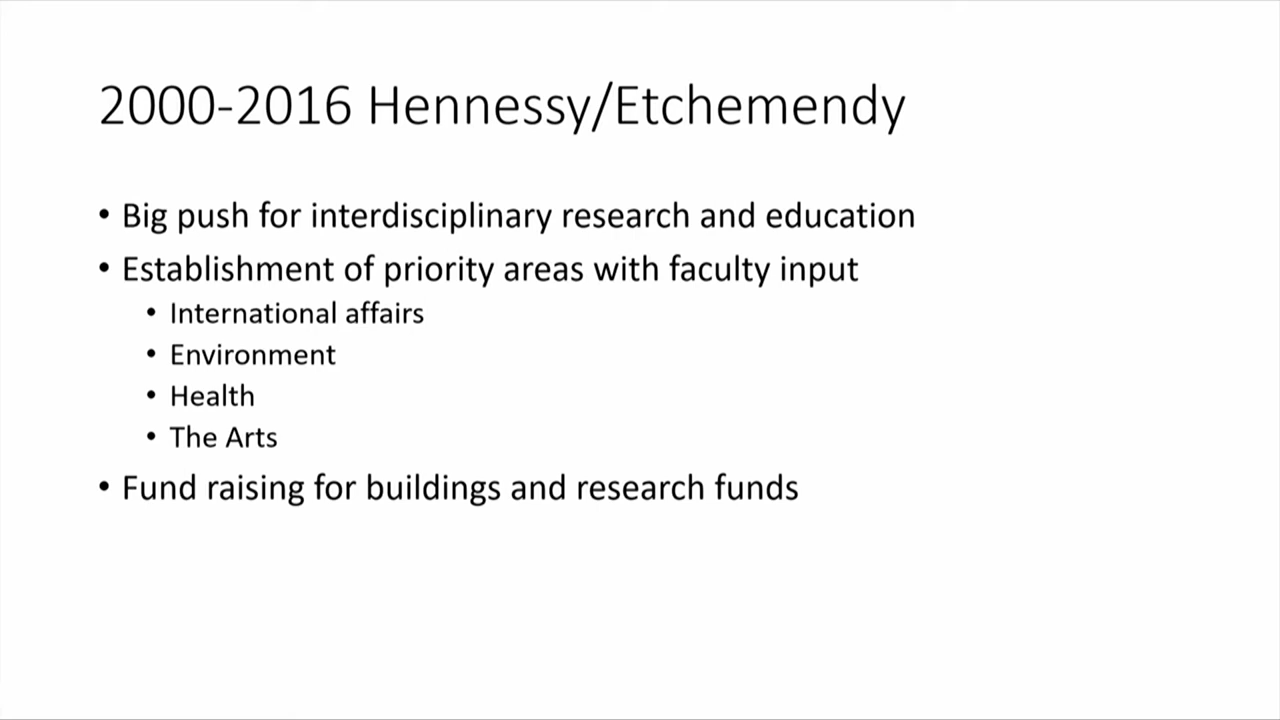 2000-2016 Hennessy/Etchemendy
• Big push for interdisciplinary research and education
• Establishment of priority areas with faculty input
• International affairs
• Environment
• Health
• The Arts
• Fund raising for buildings and research funds